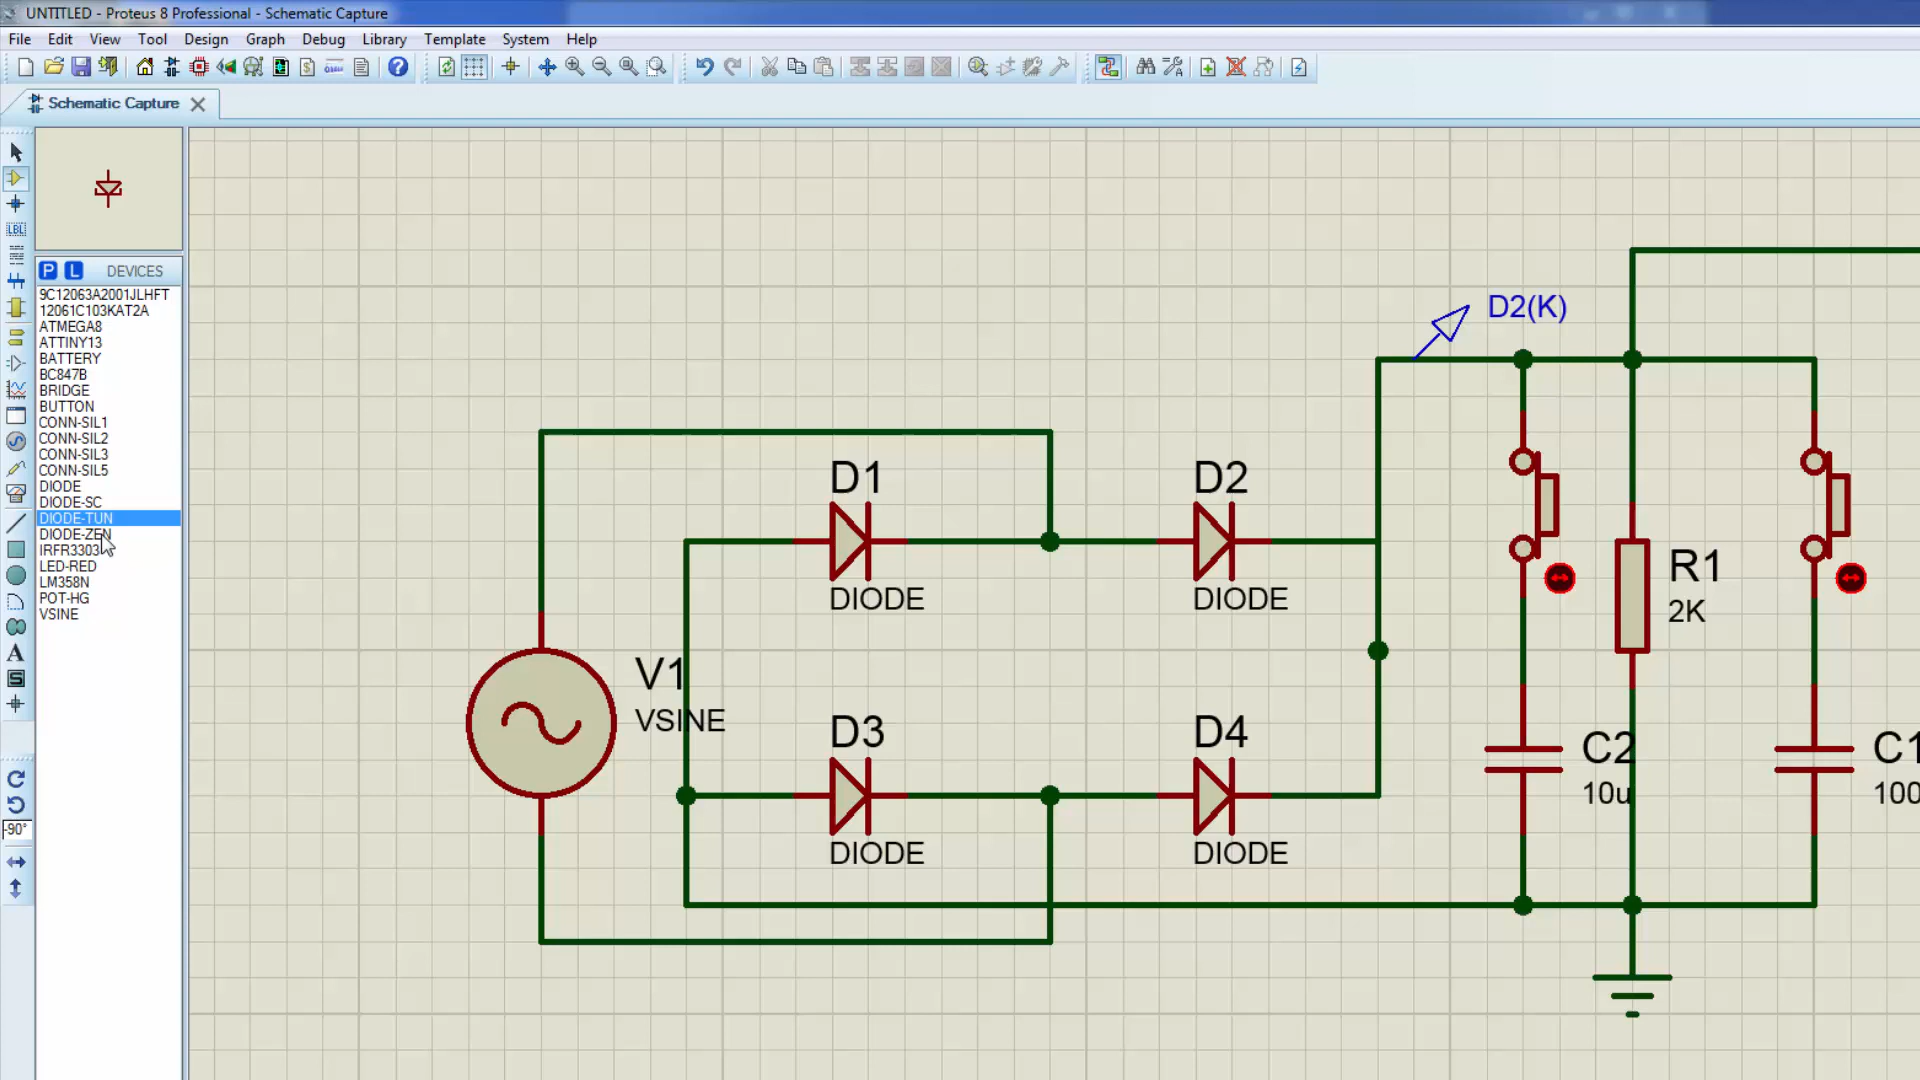 UNTITLED - Proteus 8 Professional - Schematic Capture
File Edit View Tool Design Graph Debug Library Template System Help
Schematic Capture
P L DEVICES
9C12063A2001JLHFT
12061C103KAT2A
ATMEGA8
ATTINY13
BATTERY
BC847B
BRIDGE
BUTTON
CONN-SIL1
CONN-SIL2
CONN-SIL3
CONN-SIL5
DIODE
DIODE-SC
DIODE-TUN
DIODE-ZEN
IRFR3303
LED-RED
LM358N
POT-HG
VSINE
LBL
A
S
-90°
D2(K)
D1
DIODE
D2
DIODE
V1
VSINE
D3
DIODE
D4
DIODE
R1
2K
C2
10u
C1
100